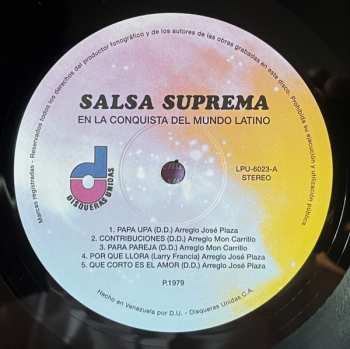 Marcas registradas - Reservados todos los derechos del productor fonográfico y de los autores de las obras grabadas en este disco. Prohibida su ejecución y utilización pública
SALSA SUPREMA
EN LA CONQUISTA DEL MUNDO LATINO
d
DISQUERAS UNIDAS
LPU-6023-A
STEREO
1. PAPA UPA (D.D.) Arreglo José Plaza
2. CONTRIBUCIONES (D.D.) Arreglo Mon Carrillo
3. PARA PAREJA (D.D.) Arreglo Mon Carrillo
4. POR QUE LLORA (Larry Francia) Arreglo José Plaza
5. QUE CORTO ES EL AMOR (D.D.) Arreglo José Plaza
P.1979
Hecho en Venezuela por D.U. - Disqueras Unidas C.A.